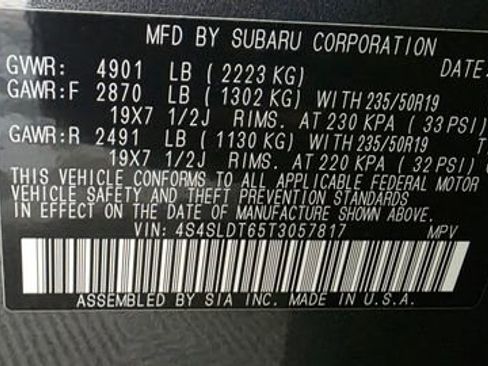 MFD BY SUBARU CORPORATION
GVWR: 4901 LB (2223 KG) DATE:
GAWR:F 2870 LB (1302 KG) WITH 235/50R19
19X7 1/2J RIMS. AT 230 KPA (33 PSI)
GAWR:R 2491 LB (1130 KG) WITH 235/50R19 T
19X7 1/2J RIMS. AT 220 KPA (32 PSI)
THIS VEHICLE CONFORMS TO ALL APPLICABLE FEDERAL MOTOR
VEHICLE SAFETY AND THEFT PREVENTION STANDARDS
IN EFFECT ON THE DATE OF MANUFACTURE SHOWN ABOVE.
VIN: 4S4SLDT65T3057817 MPV
ASSEMBLED BY SIA INC. MADE IN U.S.A.